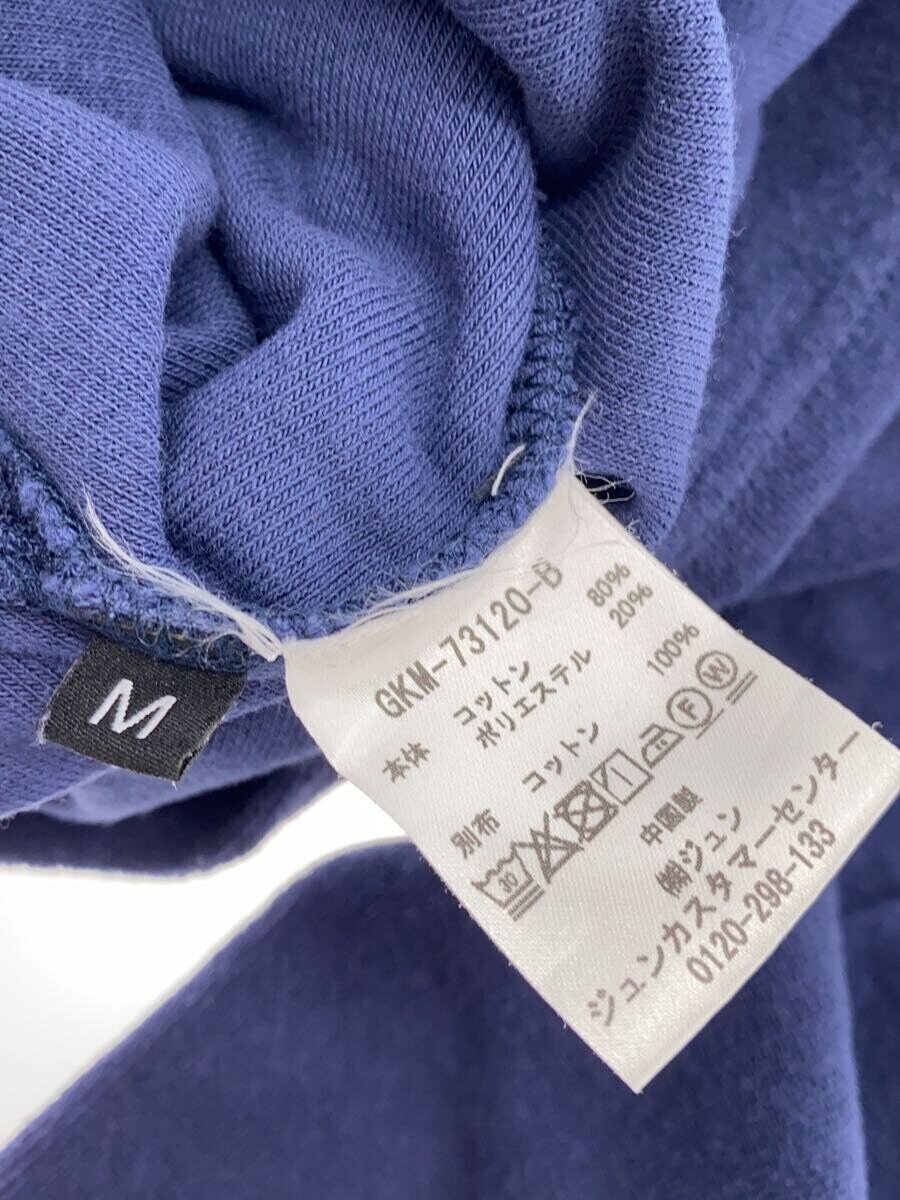 M
GKM-73120-B
本体 コットン 80%
ポリエステル 20%
別布 コットン 100%
30 F W
中国製
㈱ジュン
ジュンカスタマーセンター
0120-298-133